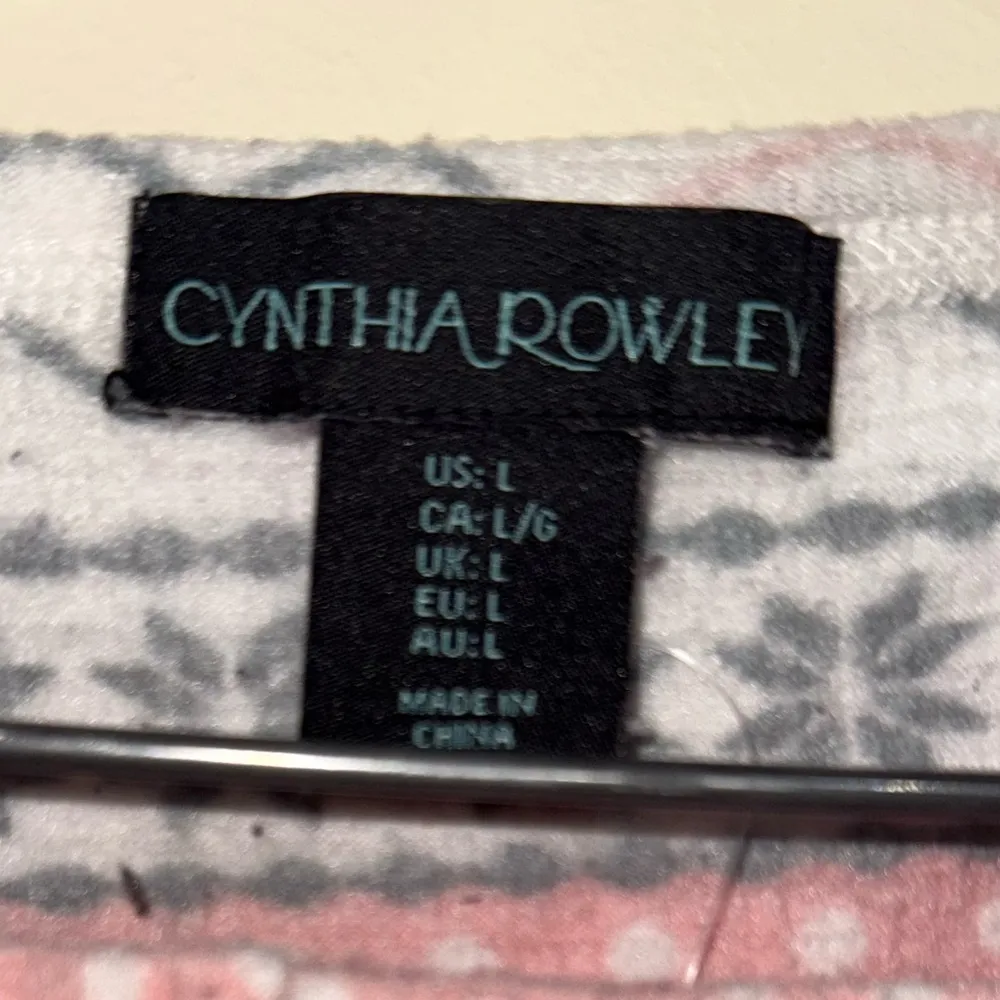 CYNTHIA ROWLEY
US: L
CA: L/G
UK: L
EU: L
AU: L
MADE IN
CHINA